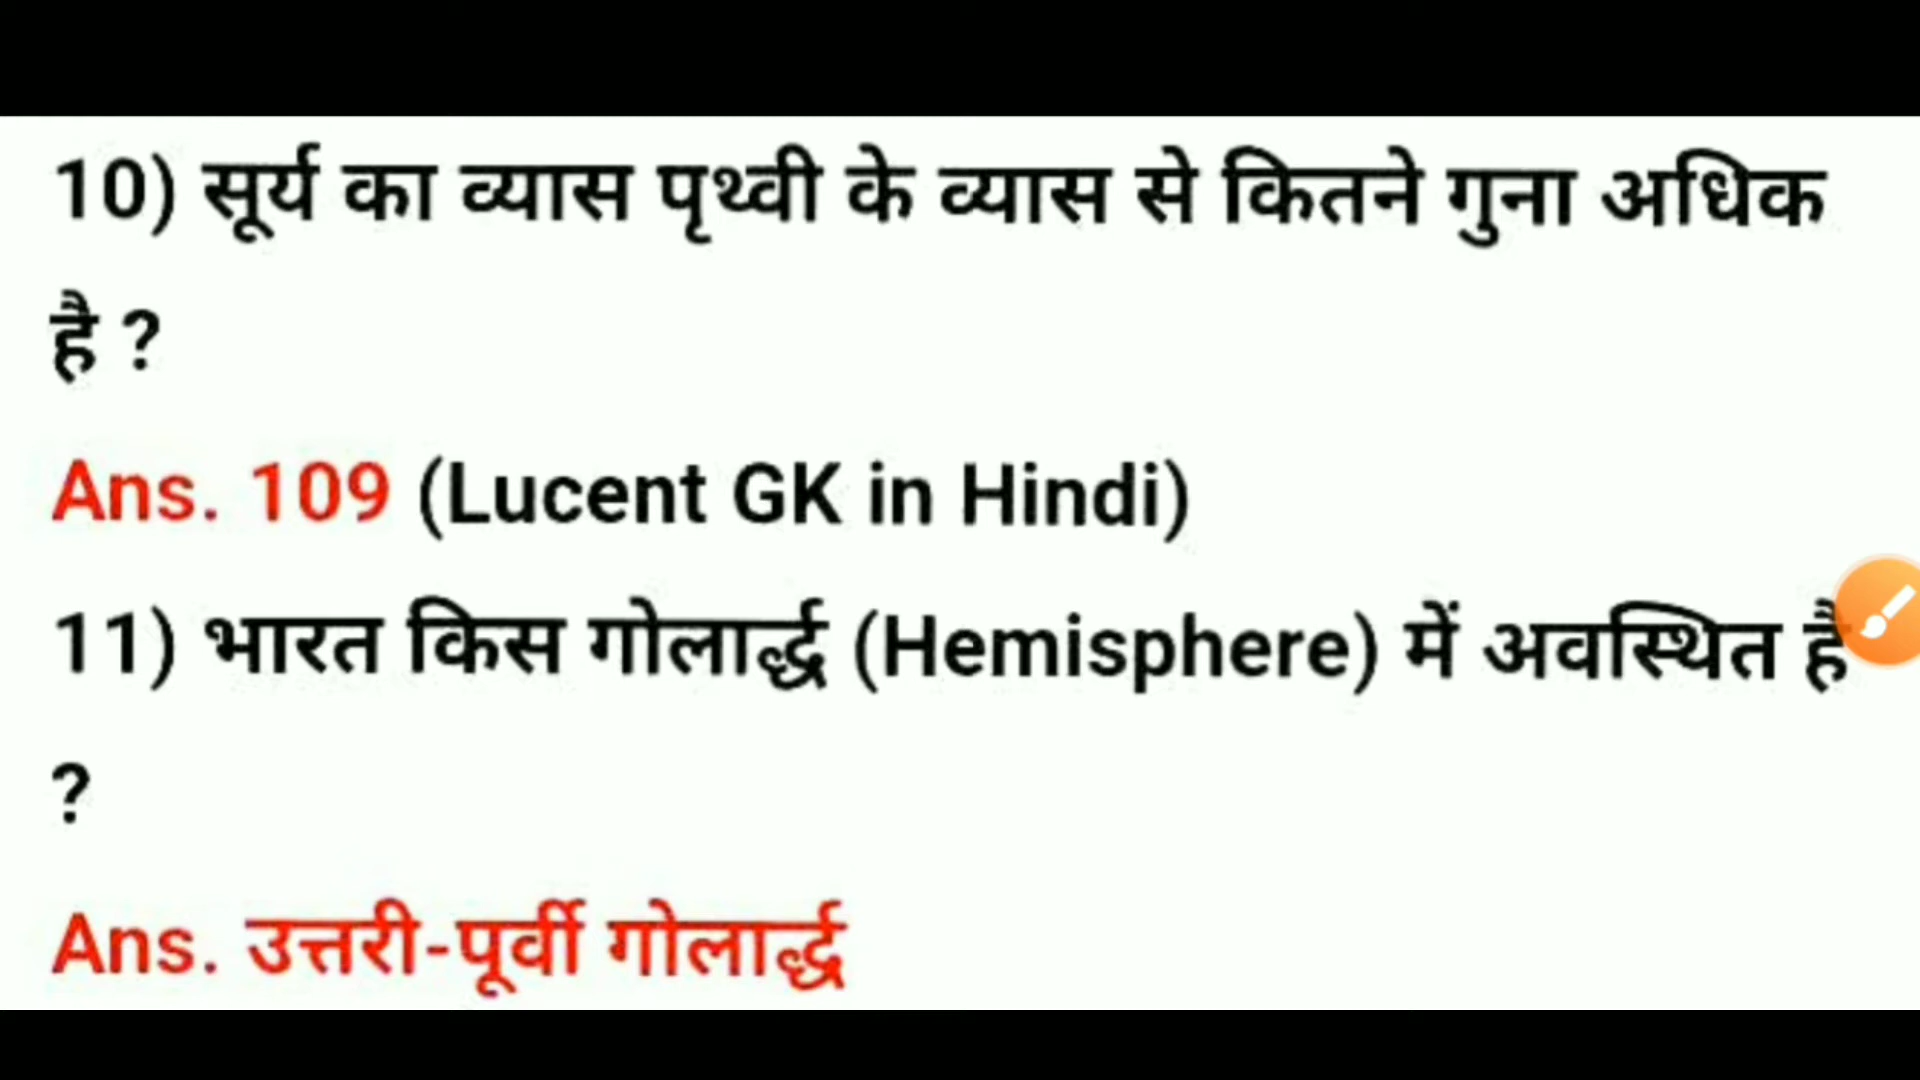 10) सूर्य का व्यास पृथ्वी के व्यास से कितने गुना अधिक
है ?
Ans. 109 (Lucent GK in Hindi)
11) भारत किस गोलार्द्ध (Hemisphere) में अवस्थित है
?
Ans. उत्तरी-पूर्वी गोलार्द्ध